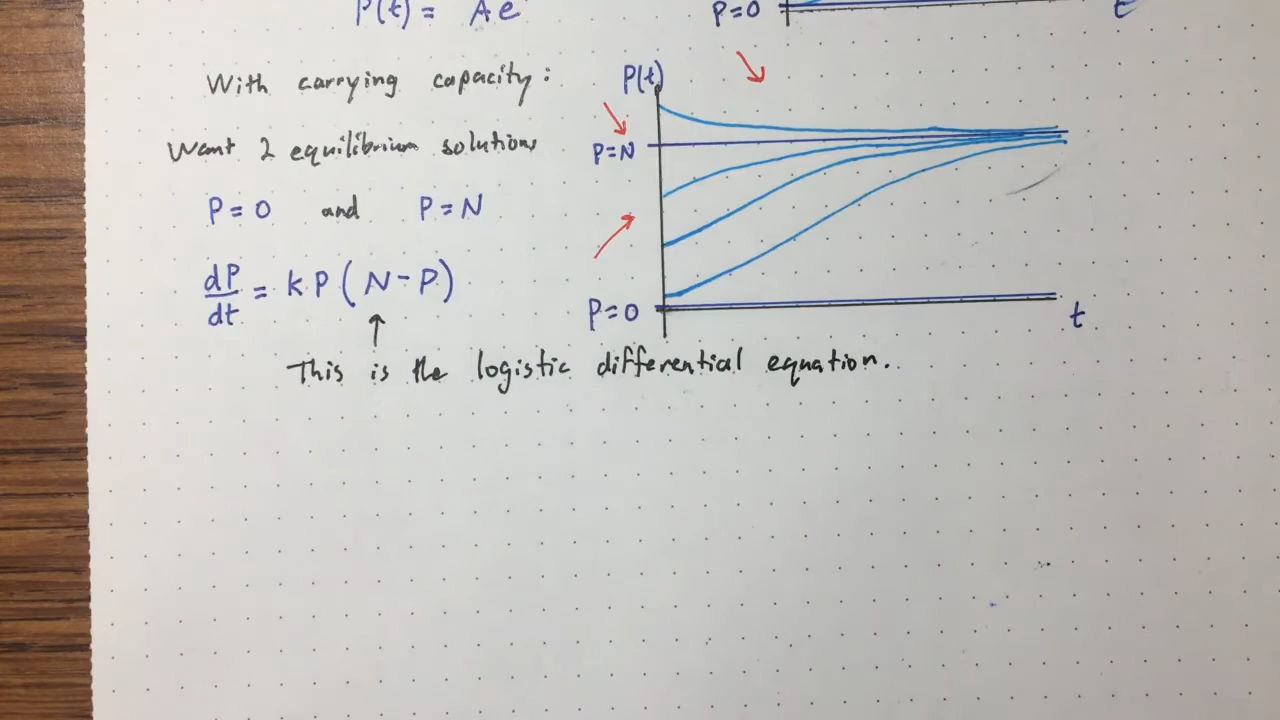 P(t) = Ae
P=0
t
With carrying capacity:
P(t)
Want 2 equilibrium solutions
P=N
P=0 and P=N
dP/dt = kP(N-P)
P=0
t
This is the logistic differential equation.